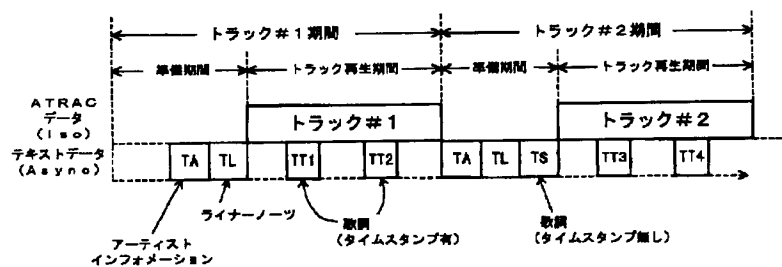 トラック#1期間 トラック#2期間
準備期間 トラック再生期間 準備期間 トラック再生期間
ATRAC
データ
(Iso)
トラック#1 トラック#2
テキストデータ
(Async)
TA TL TT1 TT2 TA TL TS TT3 TT4
ライナーノーツ
アーティスト
インフォメーション
歌詞
(タイムスタンプ有)
歌詞
(タイムスタンプ無し)